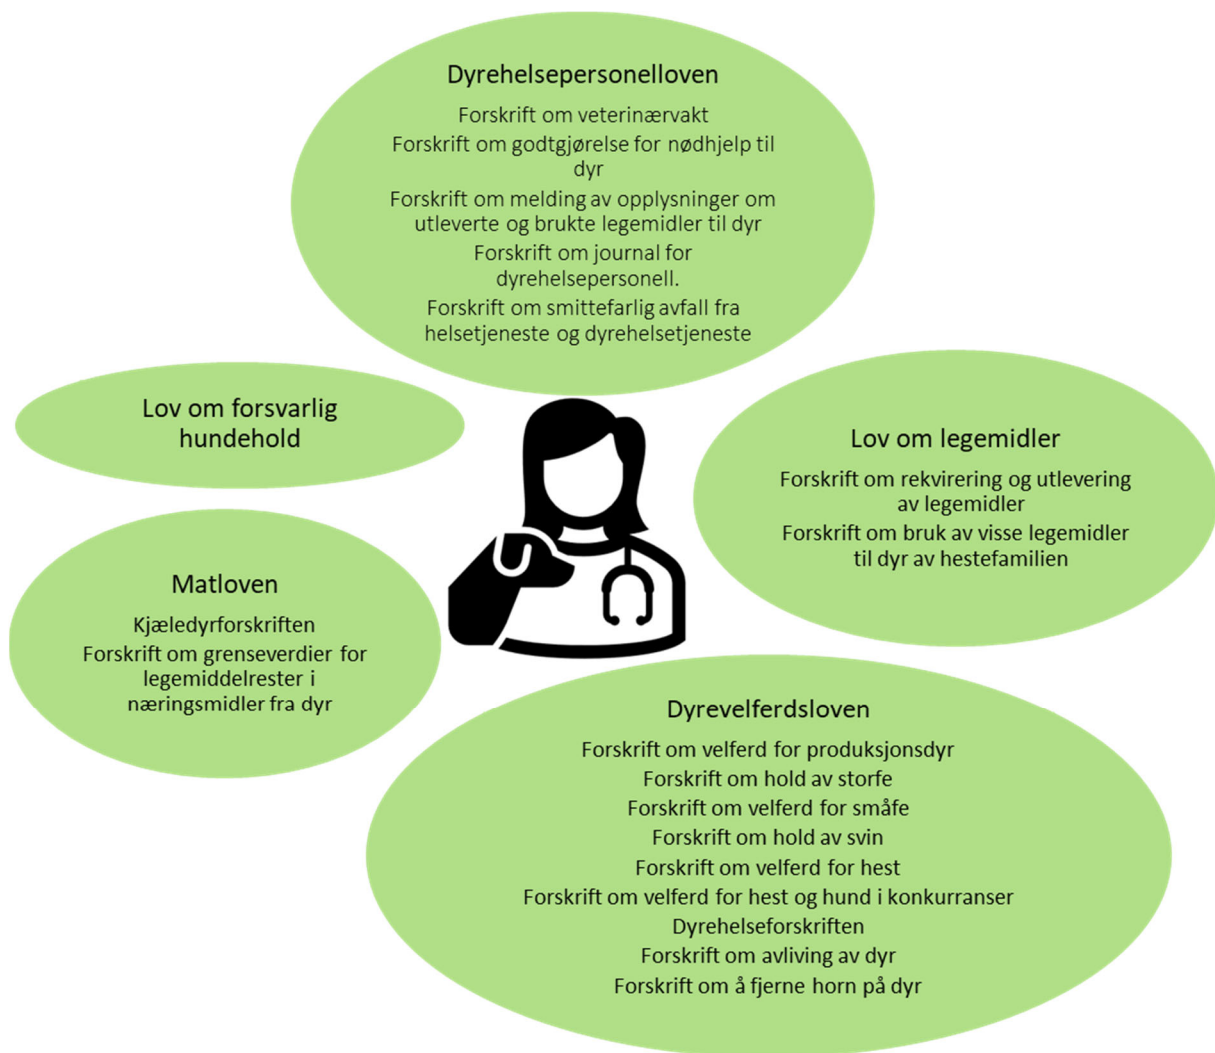 Dyrehelsepersonelloven
Forskrift om veterinærvakt
Forskrift om godtgjørelse for nødhjelp til
dyr
Forskrift om melding av opplysninger om
utleverte og brukte legemidler til dyr
Forskrift om journal for
dyrehelsepersonell.
Forskrift om smittefarlig avfall fra
helsetjeneste og dyrehelsetjeneste
Lov om forsvarlig
hundehold
Lov om legemidler
Forskrift om rekvirering og utlevering
av legemidler
Forskrift om bruk av visse legemidler
til dyr av hestefamilien
Matloven
Kjæledyrforskriften
Forskrift om grenseverdier for
legemiddelrester i
næringsmidler fra dyr
Dyrevelferdsloven
Forskrift om velferd for produksjonsdyr
Forskrift om hold av storfe
Forskrift om velferd for småfe
Forskrift om hold av svin
Forskrift om velferd for hest
Forskrift om velferd for hest og hund i konkurranser
Dyrehelseforskriften
Forskrift om avliving av dyr
Forskrift om å fjerne horn på dyr